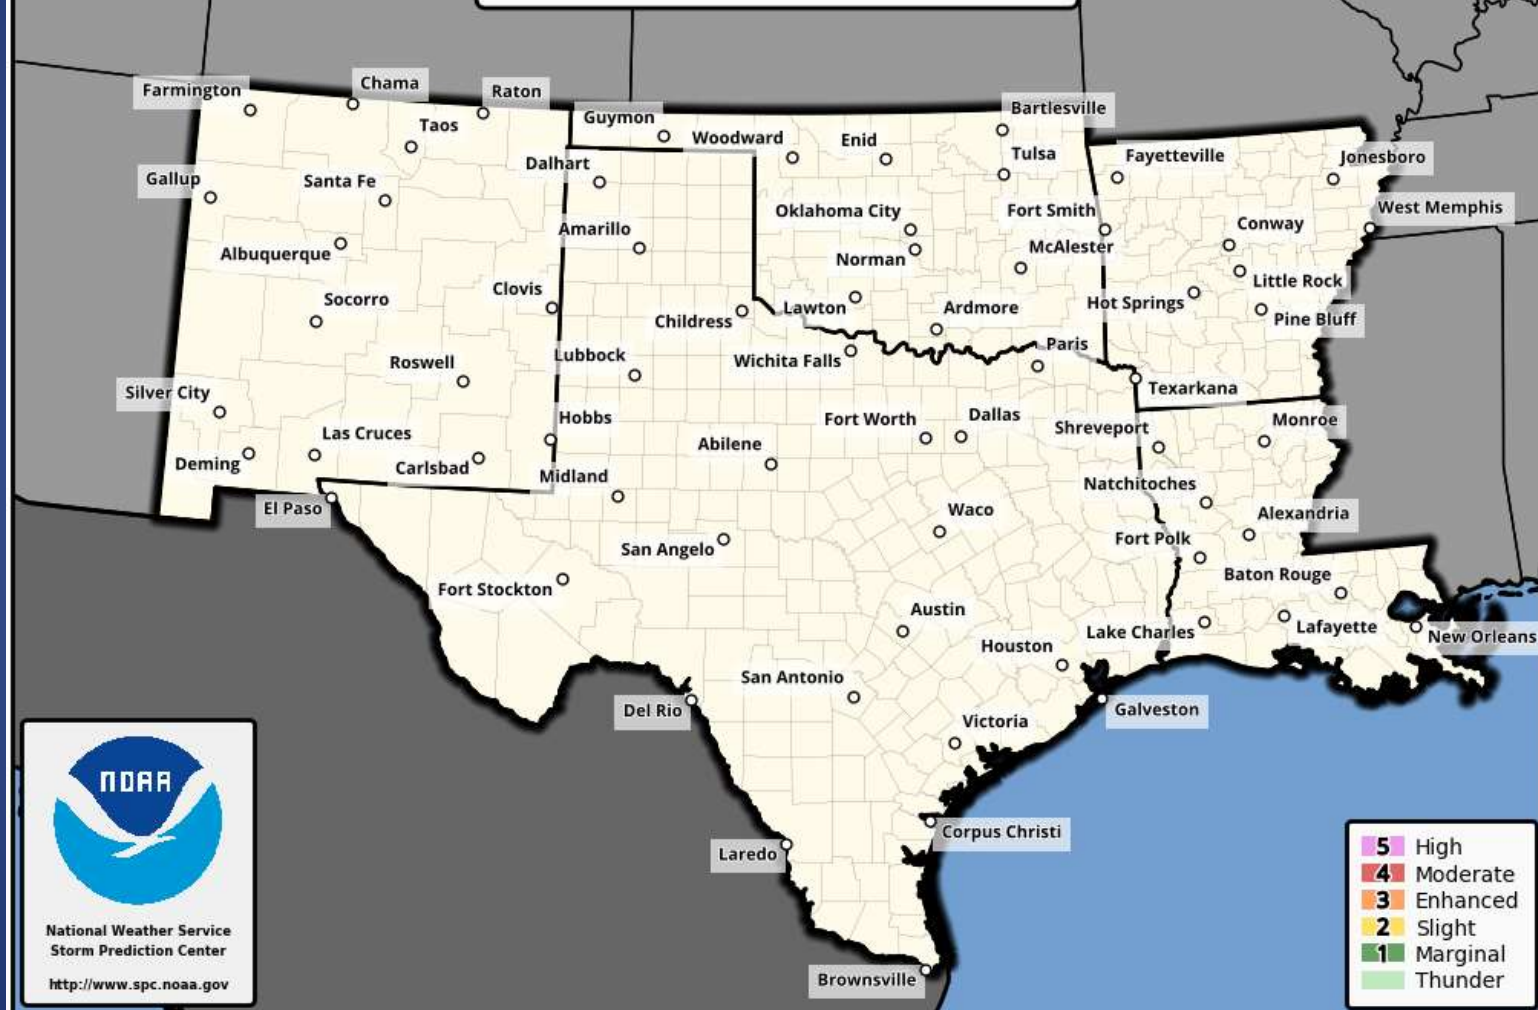 Chama
Farmington
Raton
Bartlesville
Guymon
Taos
Woodward
Enid
Tulsa
Fayetteville
Jonesboro
Dalhart
Gallup
Santa Fe
West Memphis
Oklahoma City
Fort Smith
Conway
Amarillo
McAlester
Albuquerque
Norman
Little Rock
Clovis
Socorro
Hot Springs
Lawton
Ardmore
Pine Bluff
Childress
Paris
Lubbock
Wichita Falls
Roswell
Texarkana
Silver City
Hobbs
Fort Worth
Dallas
Monroe
Shreveport
Las Cruces
Abilene
Deming
Carlsbad
Midland
Natchitoches
El Paso
Waco
Alexandria
Fort Polk
San Angelo
Baton Rouge
Fort Stockton
Austin
Lafayette
Lake Charles
New Orleans
Houston
San Antonio
Del Rio
Galveston
Victoria
Corpus Christi
Laredo
Brownsville
NOAA
National Weather Service
Storm Prediction Center
http://www.spc.noaa.gov
5 High
4 Moderate
3 Enhanced
2 Slight
1 Marginal
Thunder